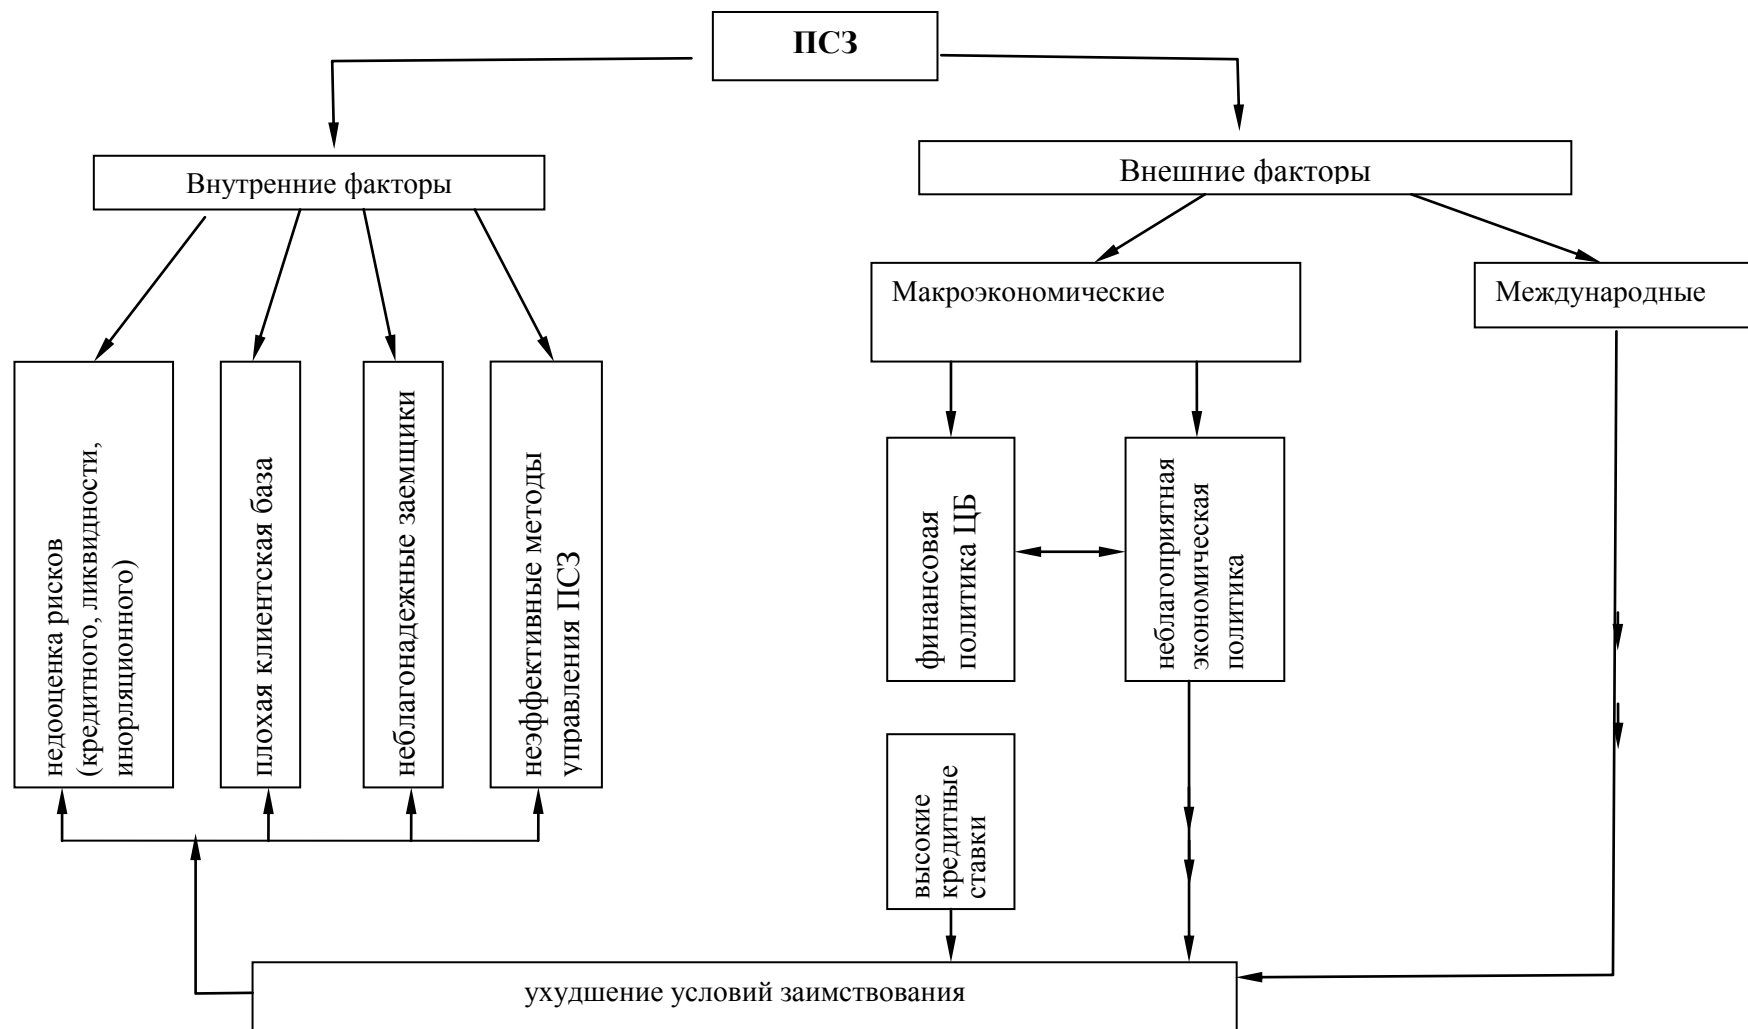 ПСЗ
Внутренние факторы
Внешние факторы
Макроэкономические
Международные
недооценка рисков
(кредитного, ликвидности,
инорляционного)
плохая клиентская база
неблагонадежные заемщики
неэффективные методы
управления ПСЗ
финансовая
политика ЦБ
неблагоприятная
экономическая
политика
высокие
кредитные
ставки
ухудшение условий заимствования